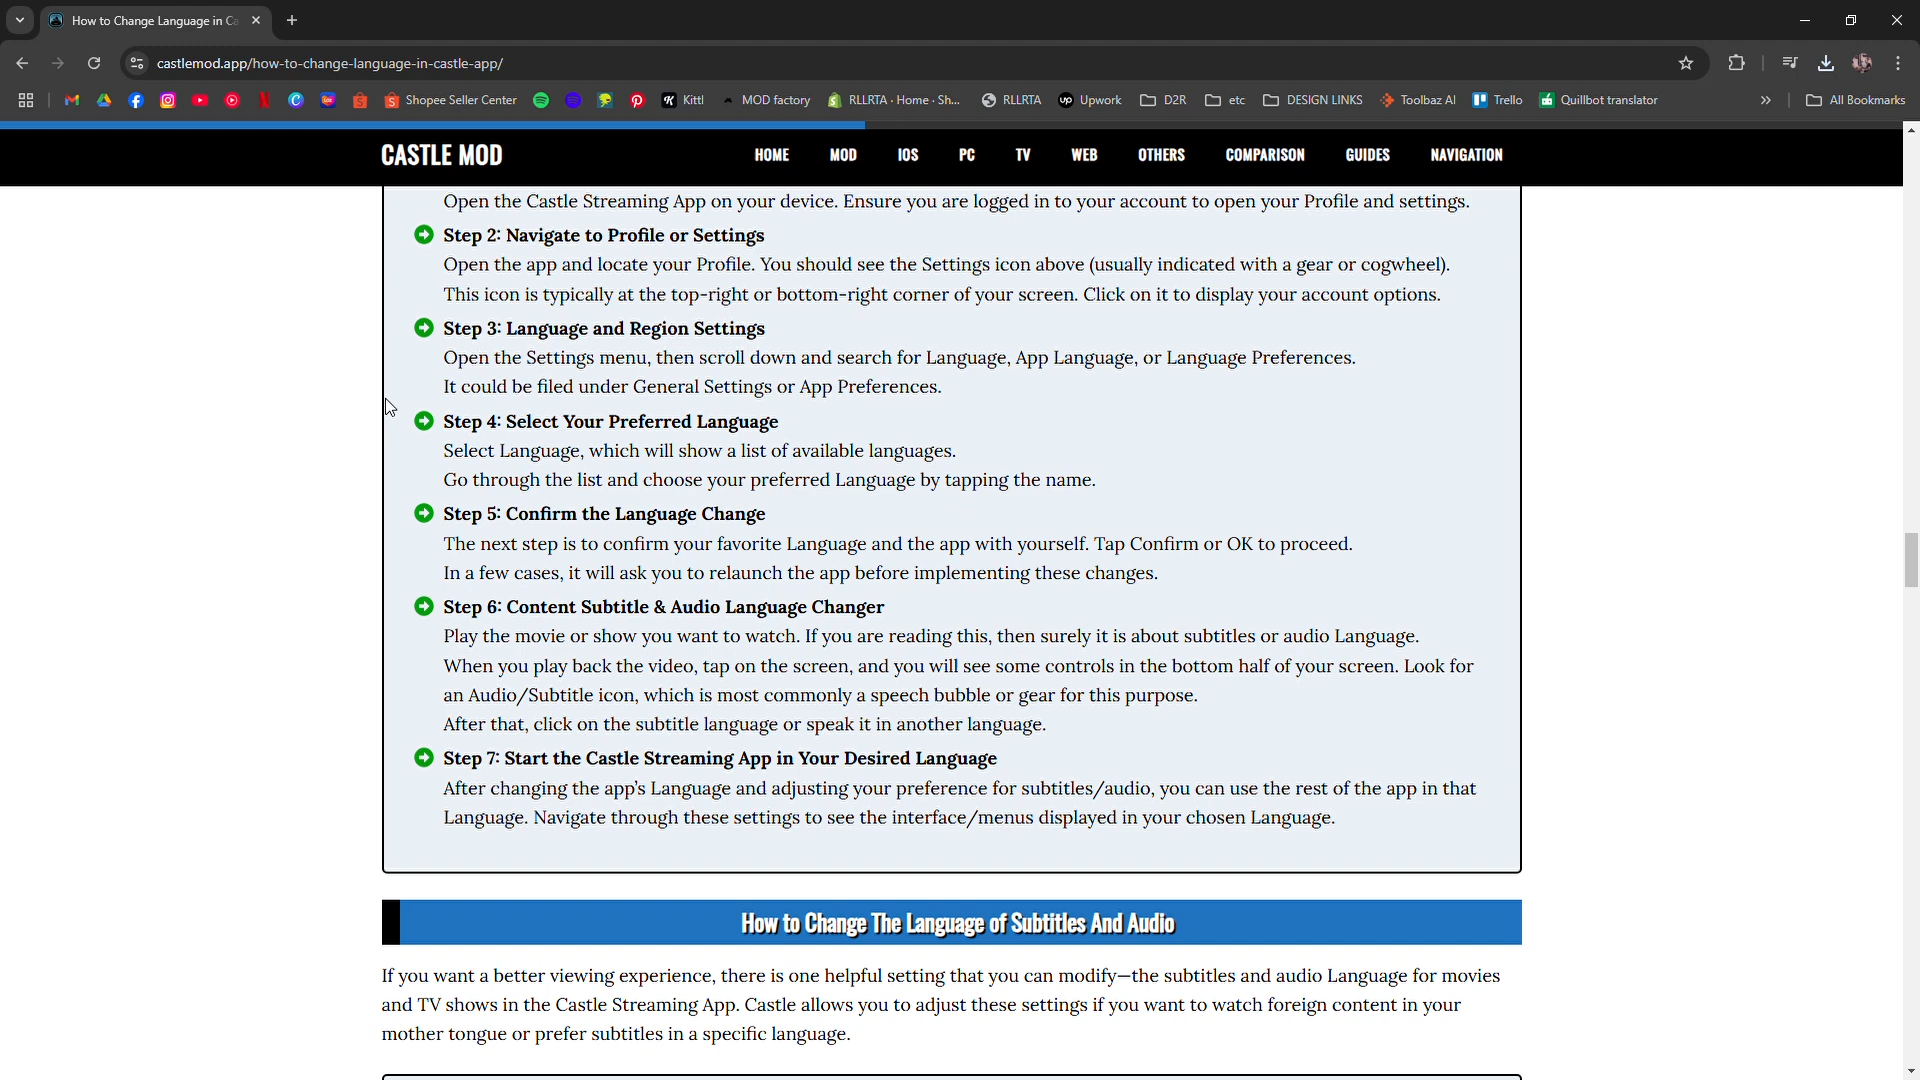 How to Change Language in Ca
castlemod.app/how-to-change-language-in-castle-app/
Shopee Seller Center
Kittl
MOD factory
RLLRTA - Home · Sh...
RLLRTA
Upwork
D2R
etc
DESIGN LINKS
Toolbaz AI
Trello
Quillbot translator
All Bookmarks
CASTLE MOD
HOME MOD IOS PC TV WEB OTHERS COMPARISON GUIDES NAVIGATION
Open the Castle Streaming App on your device. Ensure you are logged in to your account to open your Profile and settings.
Step 2: Navigate to Profile or Settings
Open the app and locate your Profile. You should see the Settings icon above (usually indicated with a gear or cogwheel).
This icon is typically at the top-right or bottom-right corner of your screen. Click on it to display your account options.
Step 3: Language and Region Settings
Open the Settings menu, then scroll down and search for Language, App Language, or Language Preferences.
It could be filed under General Settings or App Preferences.
Step 4: Select Your Preferred Language
Select Language, which will show a list of available languages.
Go through the list and choose your preferred Language by tapping the name.
Step 5: Confirm the Language Change
The next step is to confirm your favorite Language and the app with yourself. Tap Confirm or OK to proceed.
In a few cases, it will ask you to relaunch the app before implementing these changes.
Step 6: Content Subtitle & Audio Language Changer
Play the movie or show you want to watch. If you are reading this, then surely it is about subtitles or audio Language.
When you play back the video, tap on the screen, and you will see some controls in the bottom half of your screen. Look for
an Audio/Subtitle icon, which is most commonly a speech bubble or gear for this purpose.
After that, click on the subtitle language or speak it in another language.
Step 7: Start the Castle Streaming App in Your Desired Language
After changing the app's Language and adjusting your preference for subtitles/audio, you can use the rest of the app in that
Language. Navigate through these settings to see the interface/menus displayed in your chosen Language.
How to Change The Language of Subtitles And Audio
If you want a better viewing experience, there is one helpful setting that you can modify—the subtitles and audio Language for movies
and TV shows in the Castle Streaming App. Castle allows you to adjust these settings if you want to watch foreign content in your
mother tongue or prefer subtitles in a specific language.